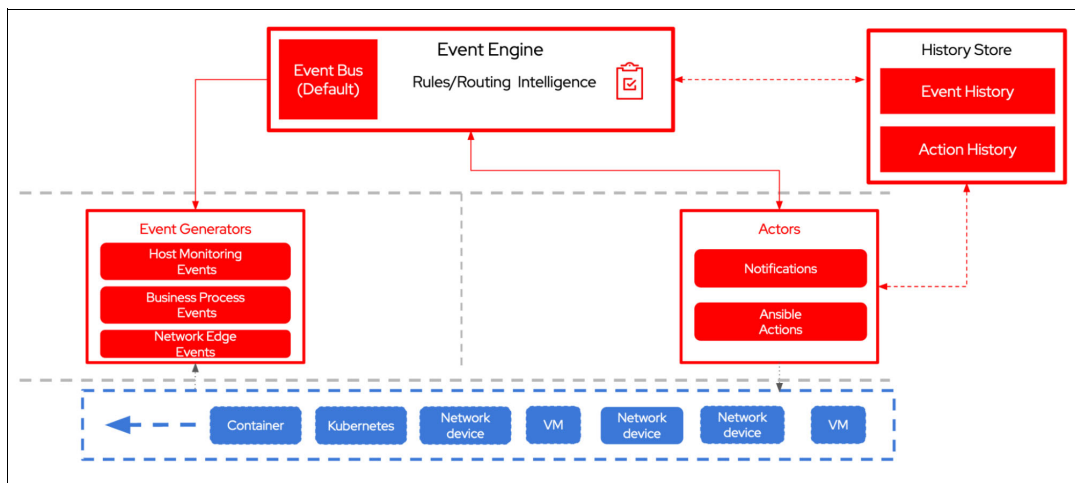 Event Engine
Event Bus
(Default)
Rules/Routing Intelligence
History Store
Event History
Action History
Event Generators
Host Monitoring
Events
Business Process
Events
Network Edge
Events
Actors
Notifications
Ansible
Actions
Container
Kubernetes
Network
device
VM
Network
device
Network
device
VM